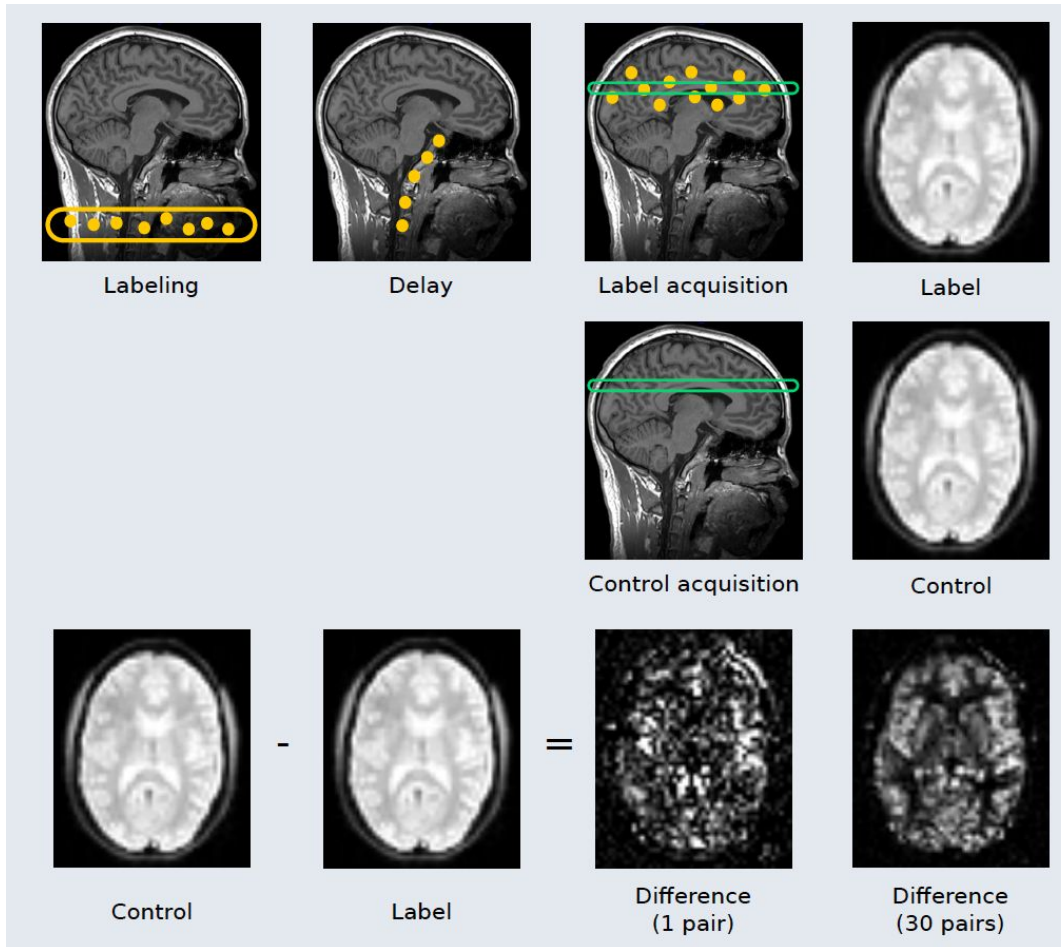 Labeling
Delay
Label acquisition
Label
Control acquisition
Control
-
=
Control
Label
Difference
(1 pair)
Difference
(30 pairs)